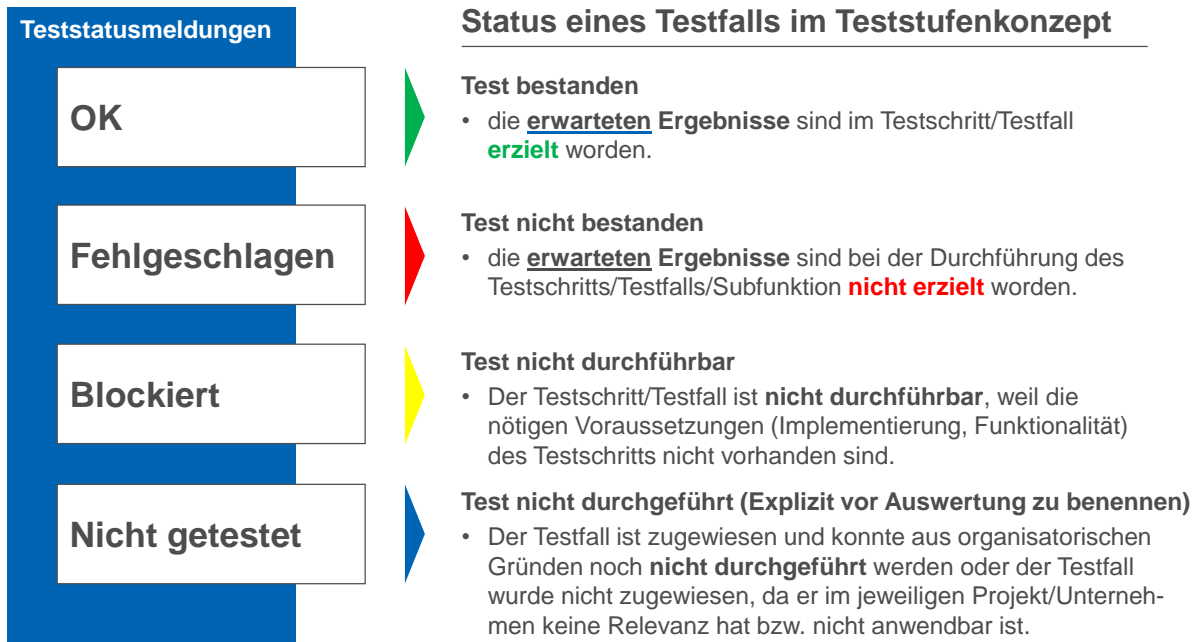 Teststatusmeldungen
Status eines Testfalls im Teststufenkonzept
OK
Test bestanden
• die erwarteten Ergebnisse sind im Testschritt/Testfall
erzielt worden.
Fehlgeschlagen
Test nicht bestanden
• die erwarteten Ergebnisse sind bei der Durchführung des
Testschritts/Testfalls/Subfunktion nicht erzielt worden.
Blockiert
Test nicht durchführbar
• Der Testschritt/Testfall ist nicht durchführbar, weil die
nötigen Voraussetzungen (Implementierung, Funktionalität)
des Testschritts nicht vorhanden sind.
Nicht getestet
Test nicht durchgeführt (Explizit vor Auswertung zu benennen)
• Der Testfall ist zugewiesen und konnte aus organisatorischen
Gründen noch nicht durchgeführt werden oder der Testfall
wurde nicht zugewiesen, da er im jeweiligen Projekt/Unterneh-
men keine Relevanz hat bzw. nicht anwendbar ist.